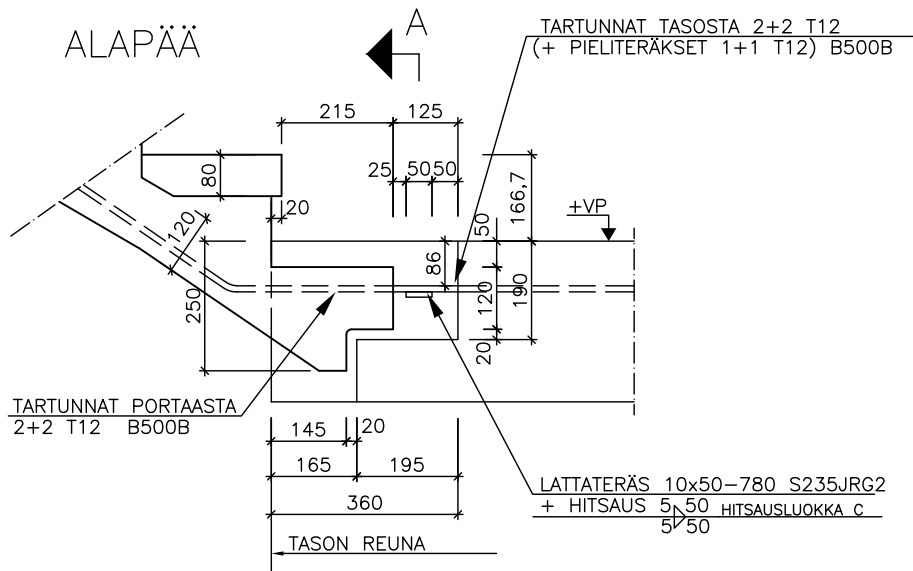 ALAPÄÄ
A
TARTUNNAT TASOSTA 2+2 T12
(+ PIELITERÄKSET 1+1 T12) B500B
215
125
25
50
50
80
20
166,7
50
+VP
120
86
250
120
190
20
TARTUNNAT PORTAASTA
2+2 T12 B500B
145
20
165
195
360
LATTATERÄS 10x50-780 S235JRG2
+ HITSAUS 5 50 HITSAUSLUOKKA C
5 50
TASON REUNA